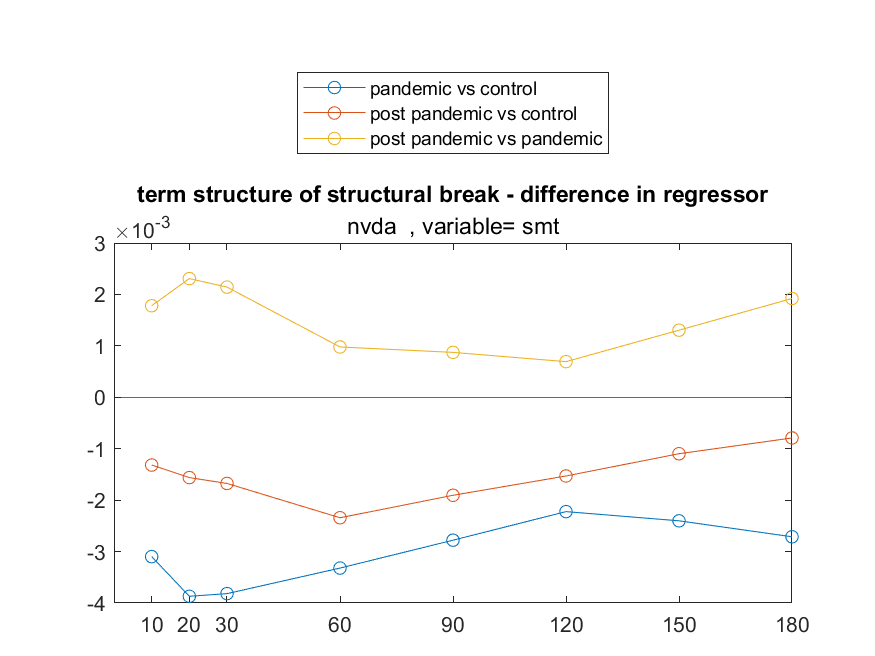 pandemic vs control
post pandemic vs control
post pandemic vs pandemic
term structure of structural break - difference in regressor
nvda , variable= smt
×10-3
3
2
1
0
-1
-2
-3
-4
10 20 30 60 90 120 150 180